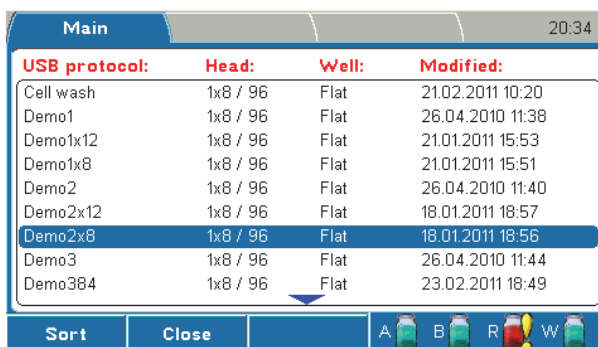 Main 20:34
USB protocol: Head: Well: Modified:
Cell wash 1x8 / 96 Flat 21.02.2011 10:20
Demo1 1x8 / 96 Flat 26.04.2010 11:38
Demo1x12 1x8 / 96 Flat 21.01.2011 15:53
Demo1x8 1x8 / 96 Flat 21.01.2011 15:51
Demo2 1x8 / 96 Flat 26.04.2010 11:40
Demo2x12 1x8 / 96 Flat 18.01.2011 18:57
Demo2x8 1x8 / 96 Flat 18.01.2011 18:56
Demo3 1x8 / 96 Flat 26.04.2010 11:44
Demo384 1x8 / 96 Flat 23.02.2011 18:49
Sort Close A B R ! W